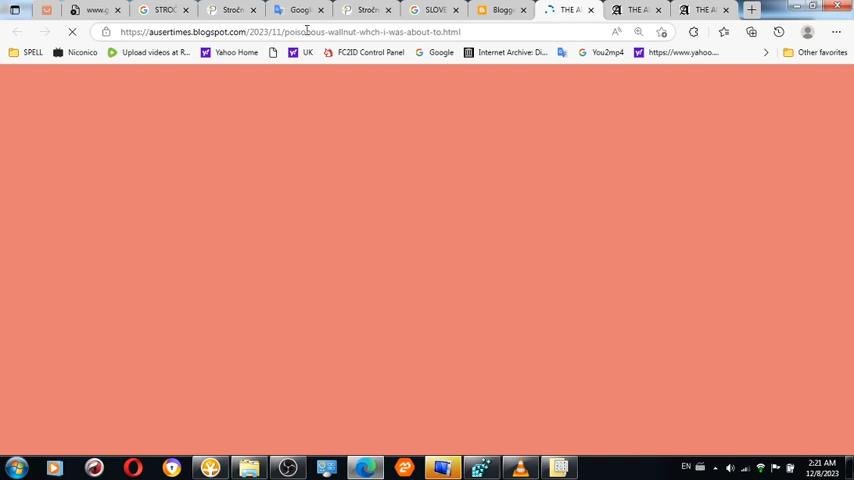 www.g
STROČ
Stročn
Googl
Stročn
SLOVE
Blogge
THE A
THE A
THE A
https://ausertimes.blogspot.com/2023/11/poisonous-wallnut-whch-i-was-about-to.html
SPELL
Niconico
Upload videos at R...
Yahoo Home
UK
FC2ID Control Panel
Google
Internet Archive: Di...
You2mp4
https://www.yahoo....
Other favorites
EN
2:21 AM
12/8/2023